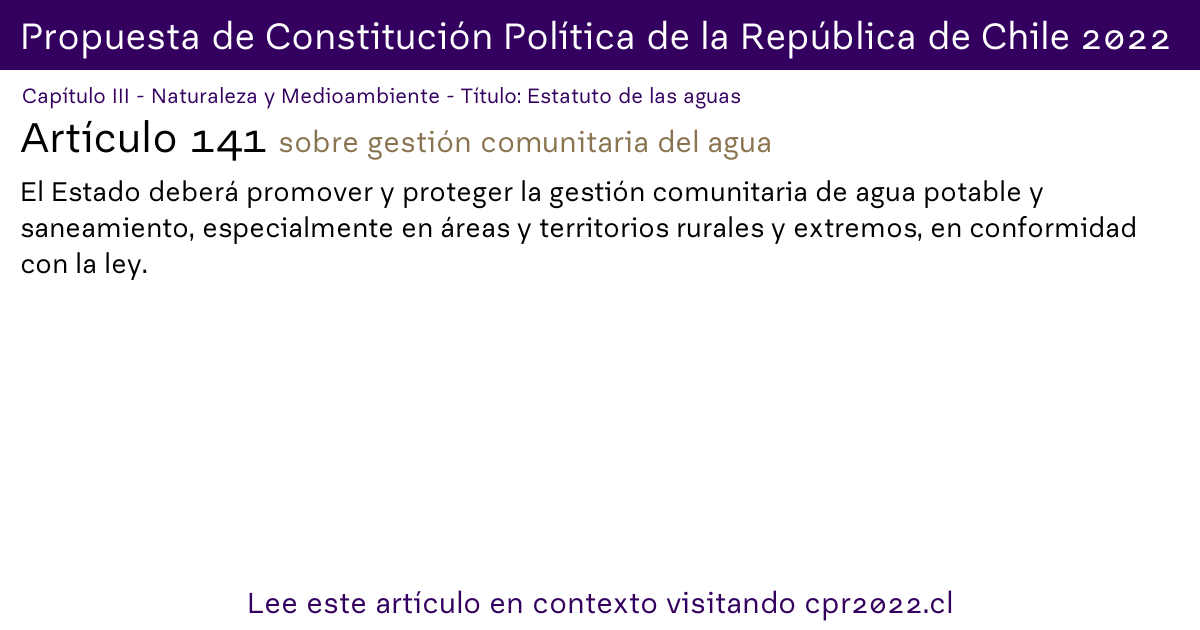 Propuesta de Constitución Política de la República de Chile 2022
Capítulo III - Naturaleza y Medioambiente - Título: Estatuto de las aguas
Artículo 141 sobre gestión comunitaria del agua
El Estado deberá promover y proteger la gestión comunitaria de agua potable y
saneamiento, especialmente en áreas y territorios rurales y extremos, en conformidad
con la ley.
Lee este artículo en contexto visitando cpr2022.cl